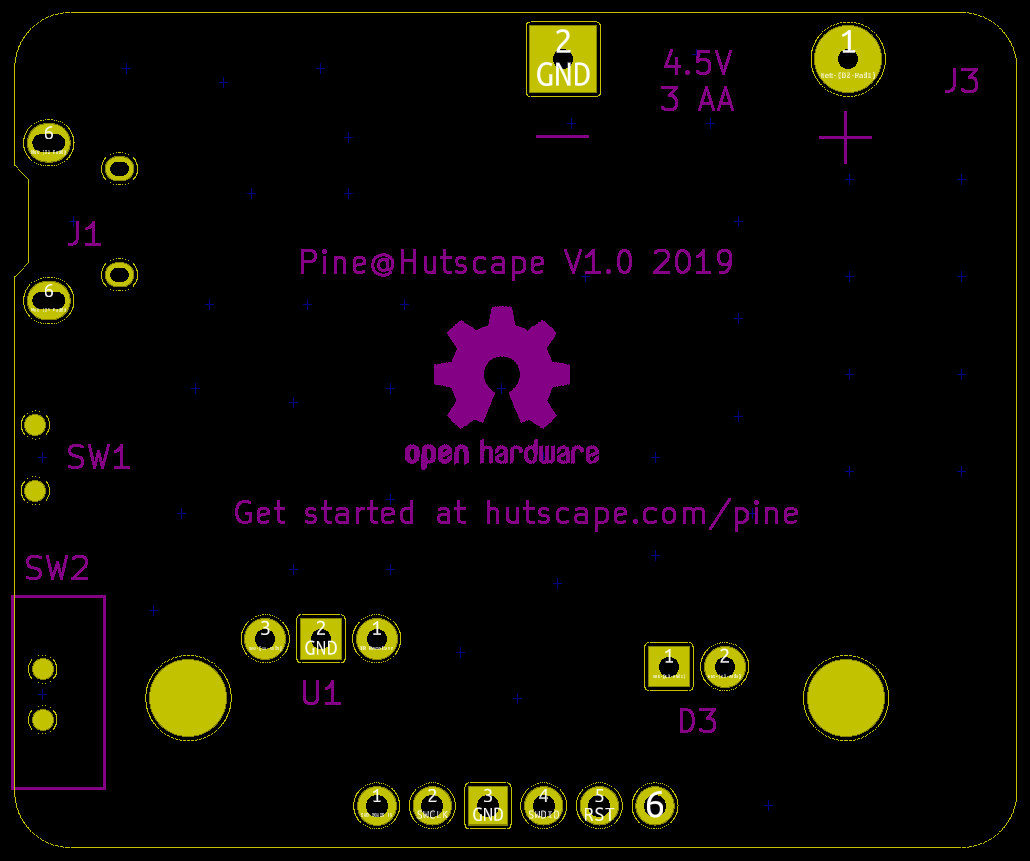 2
GND
1
4.5V
3 AA
J3
6
J1
6
Pine@Hutscape V1.0 2019
open hardware
SW1
Get started at hutscape.com/pine
SW2
3
2
GND
1
U1
1
2
D3
1
2
SWCLK
3
GND
4
SWDIO
5
RST
6